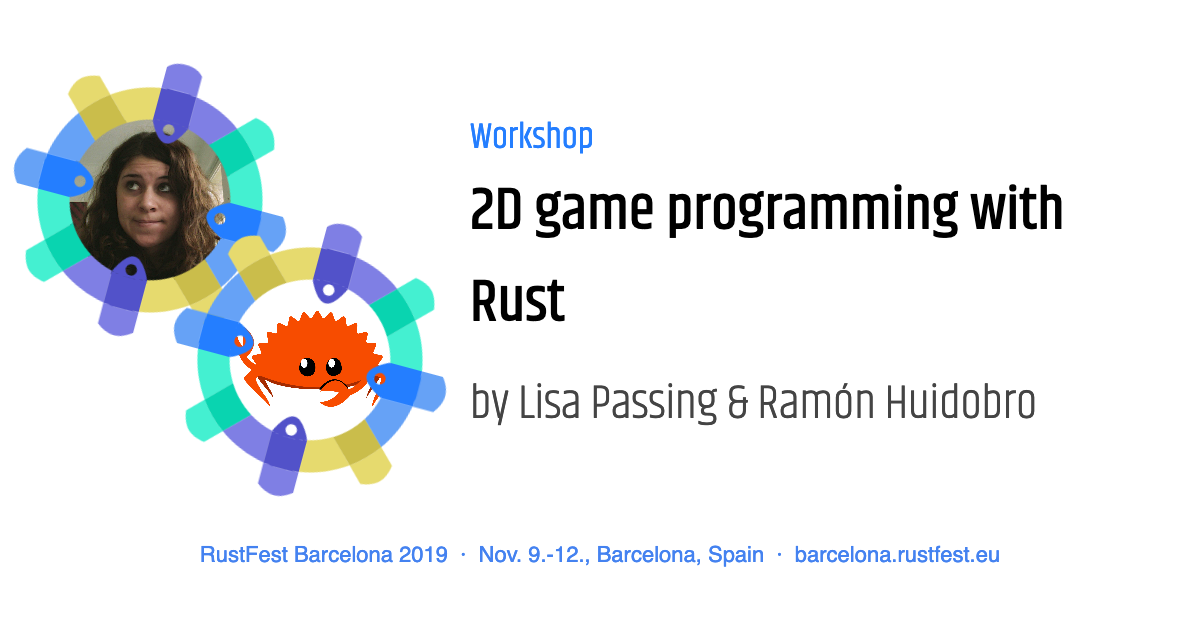 Workshop
2D game programming with
Rust
by Lisa Passing & Ramón Huidobro
RustFest Barcelona 2019 · Nov. 9.-12., Barcelona, Spain · barcelona.rustfest.eu